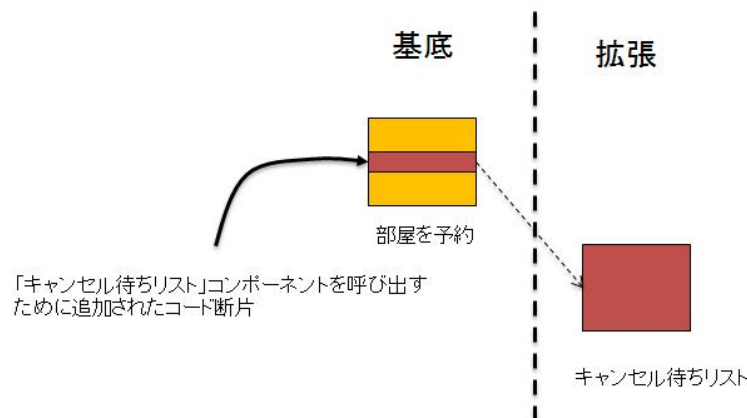 基底
拡張
部屋を予約
「キャンセル待ちリスト」コンポーネントを呼び出す
ために追加されたコード断片
キャンセル待ちリスト